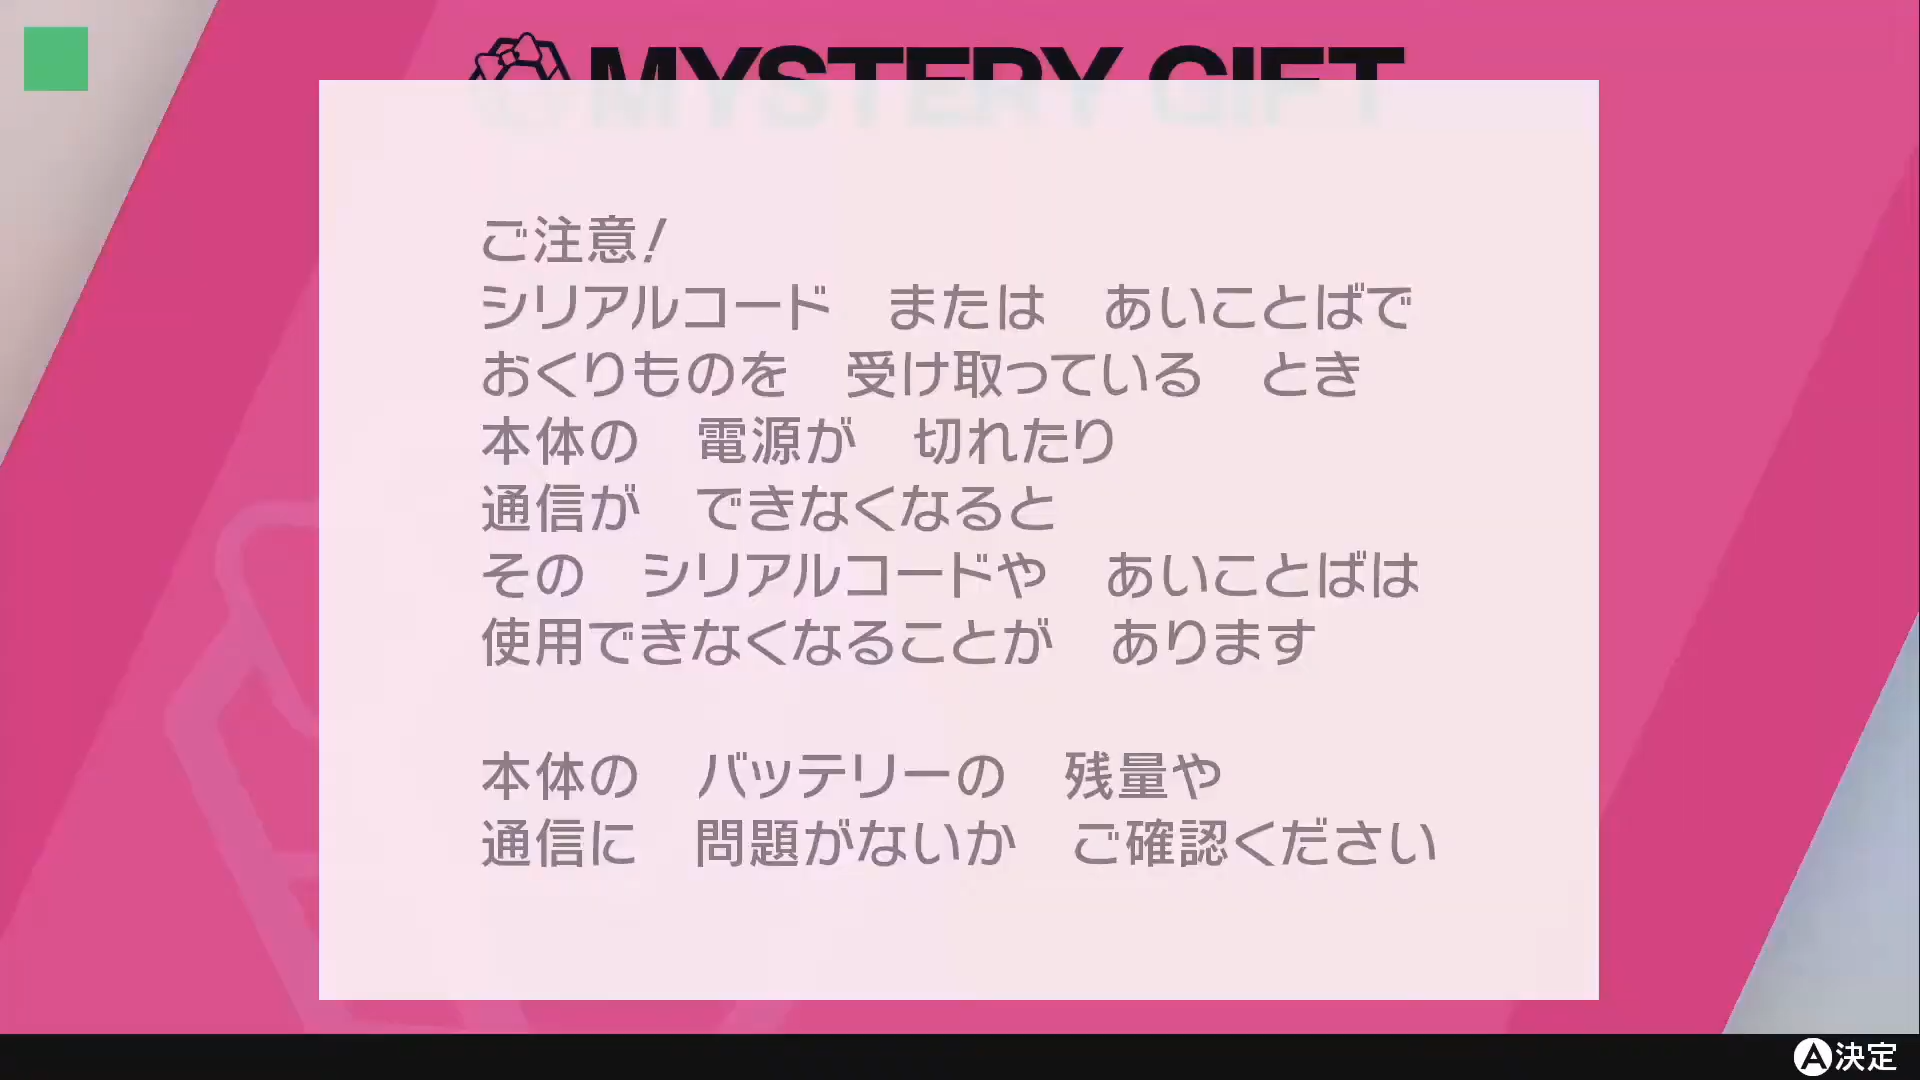 MYSTERY GIFT
ご注意！
シリアルコード　または　あいことばで
おくりものを　受け取っている　とき
本体の　電源が　切れたり
通信が　できなくなると
その　シリアルコードや　あいことばは
使用できなくなることが　あります
本体の　バッテリーの　残量や
通信に　問題がないか　ご確認ください
A決定